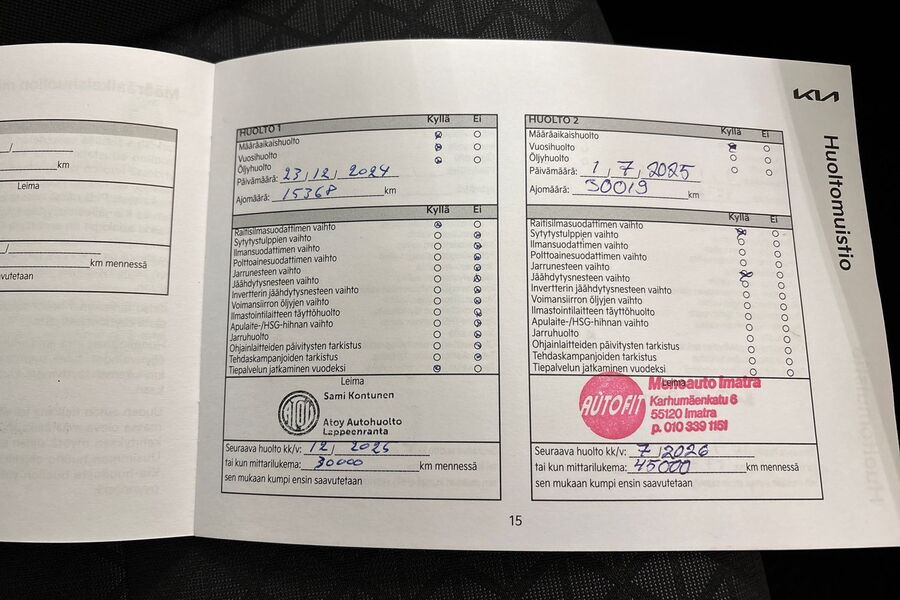 /
km
Leima
/
km mennessä
avutetaan
KIA
Huoltomuistio
HUOLTO 1 Kyllä Ei
Määräaikaishuolto
Vuosihuolto
Öljyhuolto
Päivämäärä: 23 / 12 / 2024
Ajomäärä: 15368 km
Kyllä Ei
Raitisilmasuodattimen vaihto
Sytytystulppien vaihto
Ilmansuodattimen vaihto
Polttoainesuodattimen vaihto
Jarrunesteen vaihto
Jäähdytysnesteen vaihto
Invertterin jäähdytysnesteen vaihto
Voimansiirron öljyjen vaihto
Ilmastointilaitteen täyttöhuolto
Apulaite-/HSG-hihnan vaihto
Jarruhuolto
Ohjainlaitteiden päivitysten tarkistus
Tehdaskampanjoiden tarkistus
Tiepalvelun jatkaminen vuodeksi
Leima
Sami Kontunen
Atoy Autohuolto
Lappeenranta
Seuraava huolto kk/v: 12 / 2025
tai kun mittarilukema: 30000 km mennessä
sen mukaan kumpi ensin saavutetaan
HUOLTO 2 Kyllä Ei
Määräaikaishuolto
Vuosihuolto
Öljyhuolto
Päivämäärä: 1 / 7 / 2025
Ajomäärä: 30019 km
Kyllä Ei
Raitisilmasuodattimen vaihto
Sytytystulppien vaihto
Ilmansuodattimen vaihto
Polttoainesuodattimen vaihto
Jarrunesteen vaihto
Jäähdytysnesteen vaihto
Invertterin jäähdytysnesteen vaihto
Voimansiirron öljyjen vaihto
Ilmastointilaitteen täyttöhuolto
Apulaite-/HSG-hihnan vaihto
Jarruhuolto
Ohjainlaitteiden päivitysten tarkistus
Tehdaskampanjoiden tarkistus
Tiepalvelun jatkaminen vuodeksi
Leima
AUTOFIT
Menoauto Imatra
Karhumäenkatu 6
55120 Imatra
p. 010 339 1151
Seuraava huolto kk/v: 7 / 2026
tai kun mittarilukema: 45000 km mennessä
sen mukaan kumpi ensin saavutetaan
15